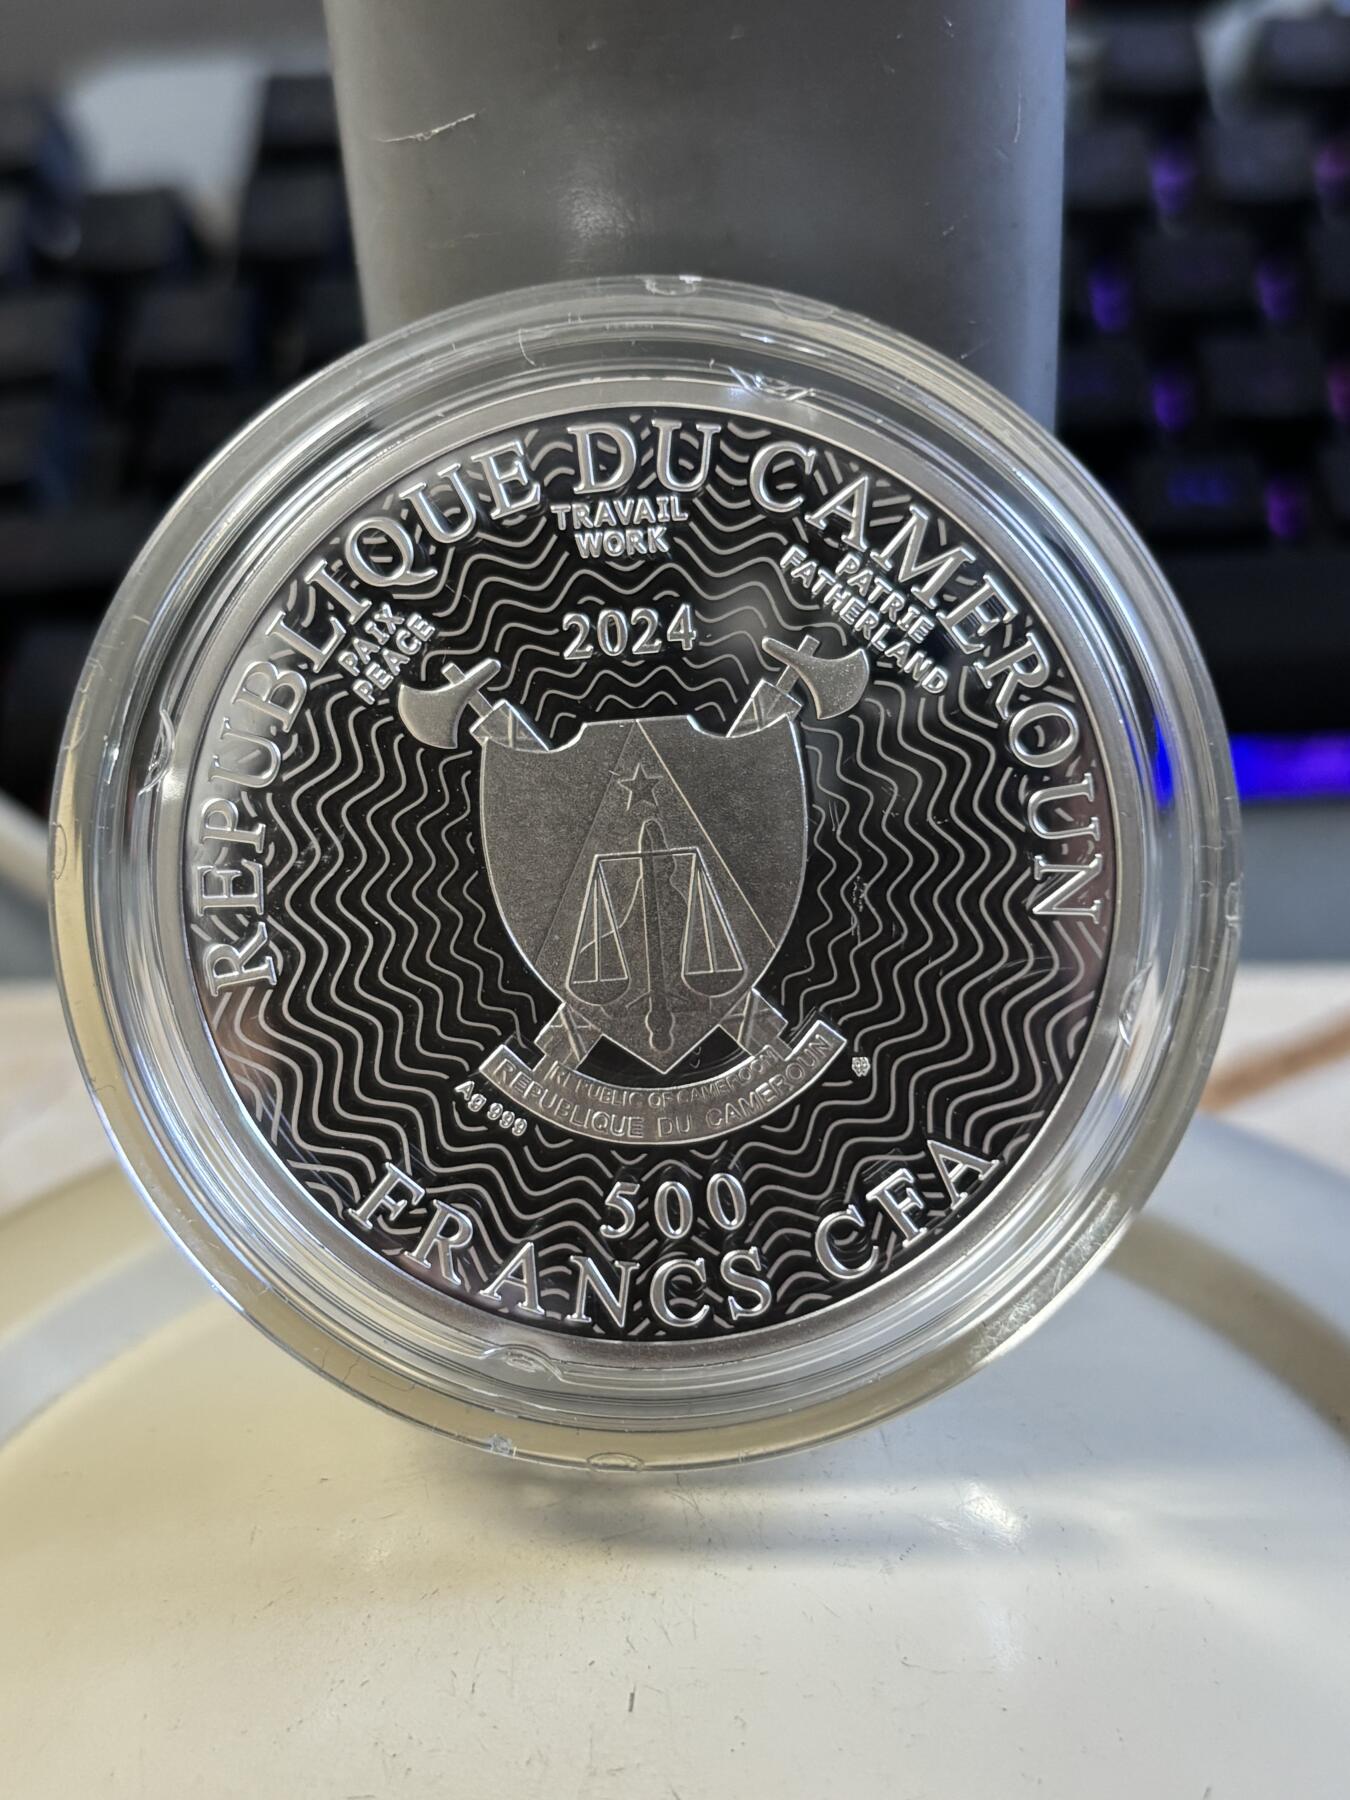 REPUBLIQUE DU CAMEROUN
TRAVAIL
WORK
PAIX
PEACE
PATRIE
FATHERLAND
2024
REPUBLIC OF CAMEROON
REPUBLIQUE DU CAMEROUN
Ag 999
500
FRANCS CFA